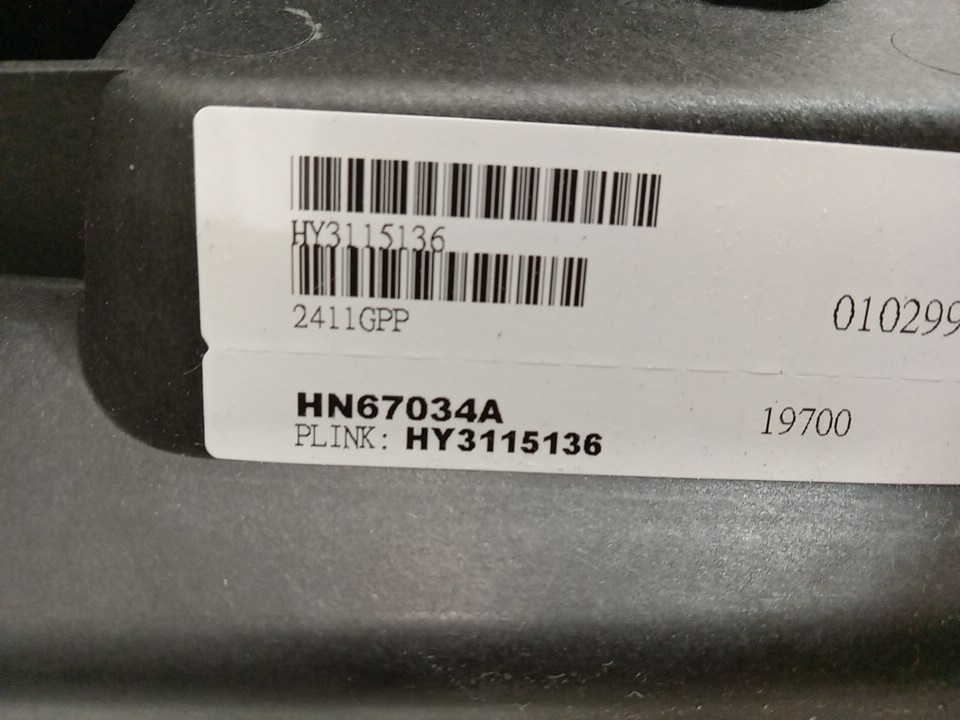 HY3115136
2411GPP
010299
HN67034A
19700
PLINK: HY3115136